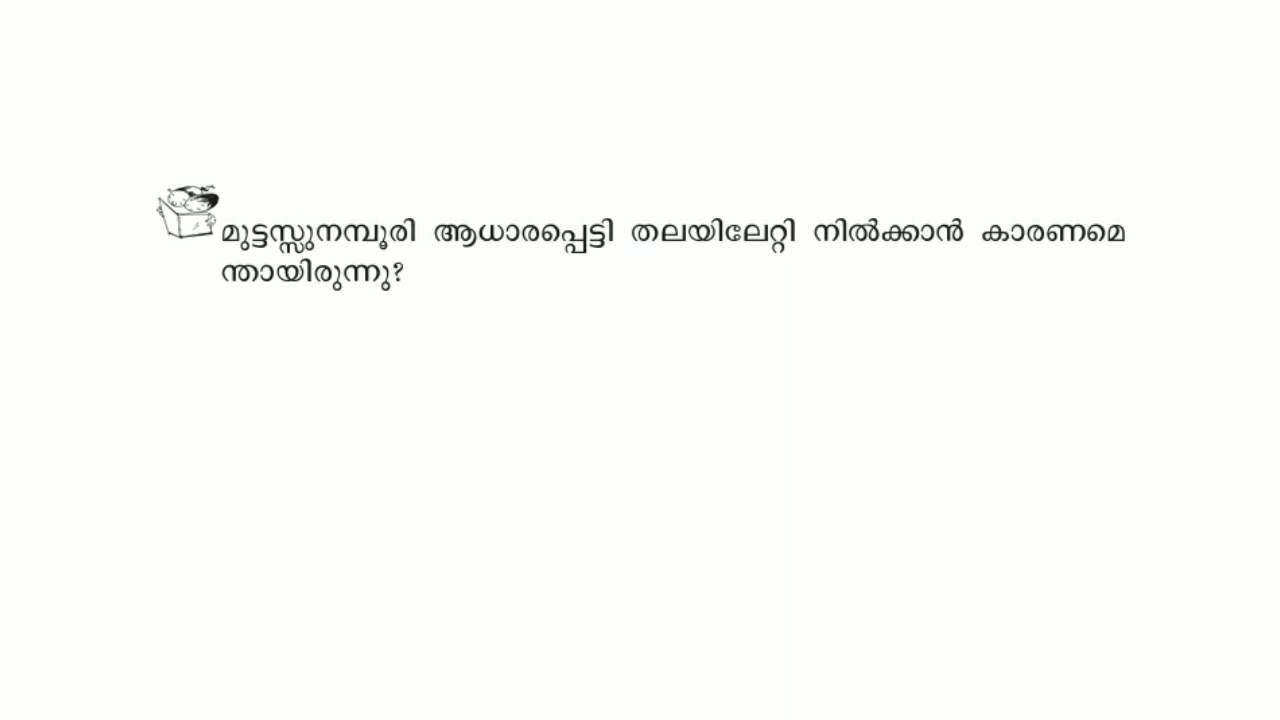 മുട്ടസ്സുനമ്പൂരി ആധാരപ്പെട്ടി തലയിലേറ്റി നിൽക്കാൻ കാരണമെ
ന്തായിരുന്നു?